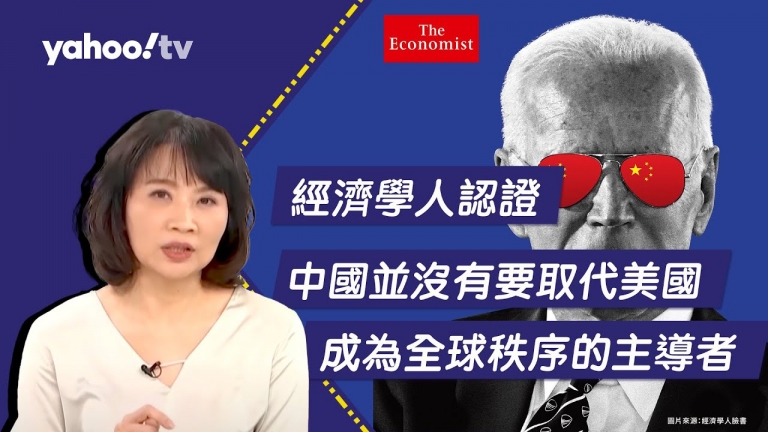 yahoo!tv
The
Economist
經濟學人認證
中國並沒有要取代美國
成為全球秩序的主導者
圖片來源:經濟學人臉書